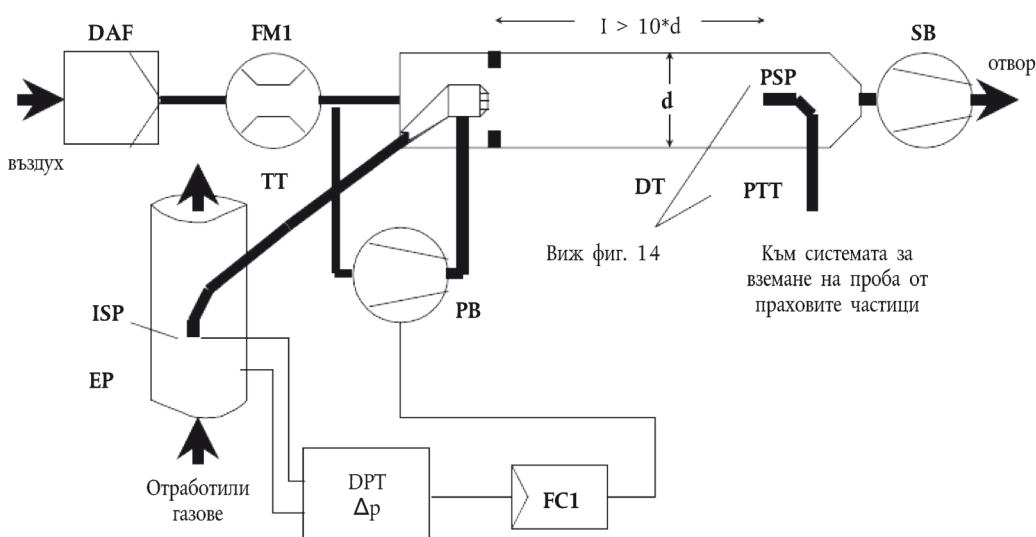 I > 10*d
DAF
FM1
SB
отвор
PSP
d
въздух
TT
DT
PTT
Виж фиг. 14
Към системата за
вземане на проба от
праховите частици
ISP
PB
EP
Отработили
газове
DPT
Δp
FC1